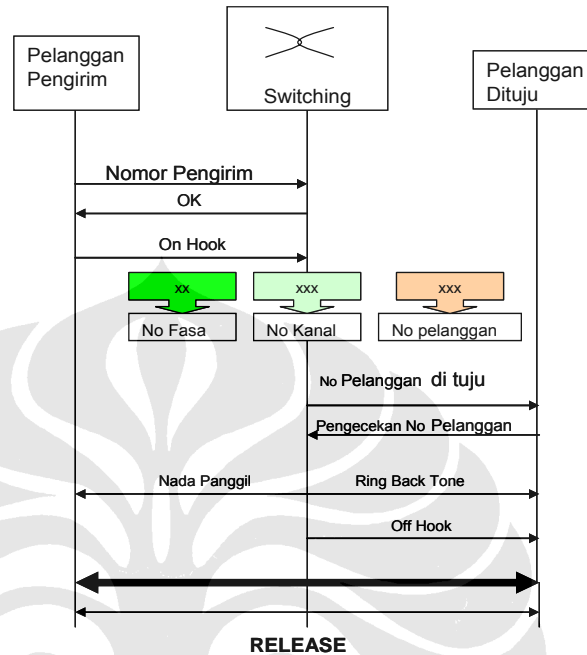 Pelanggan
Pengirim
Switching
Pelanggan
Dituju
Nomor Pengirim
OK
On Hook
xx
xxx
xxx
No Fasa
No Kanal
No pelanggan
No Pelanggan di tuju
Pengecekan No Pelanggan
Nada Panggil
Ring Back Tone
Off Hook
RELEASE